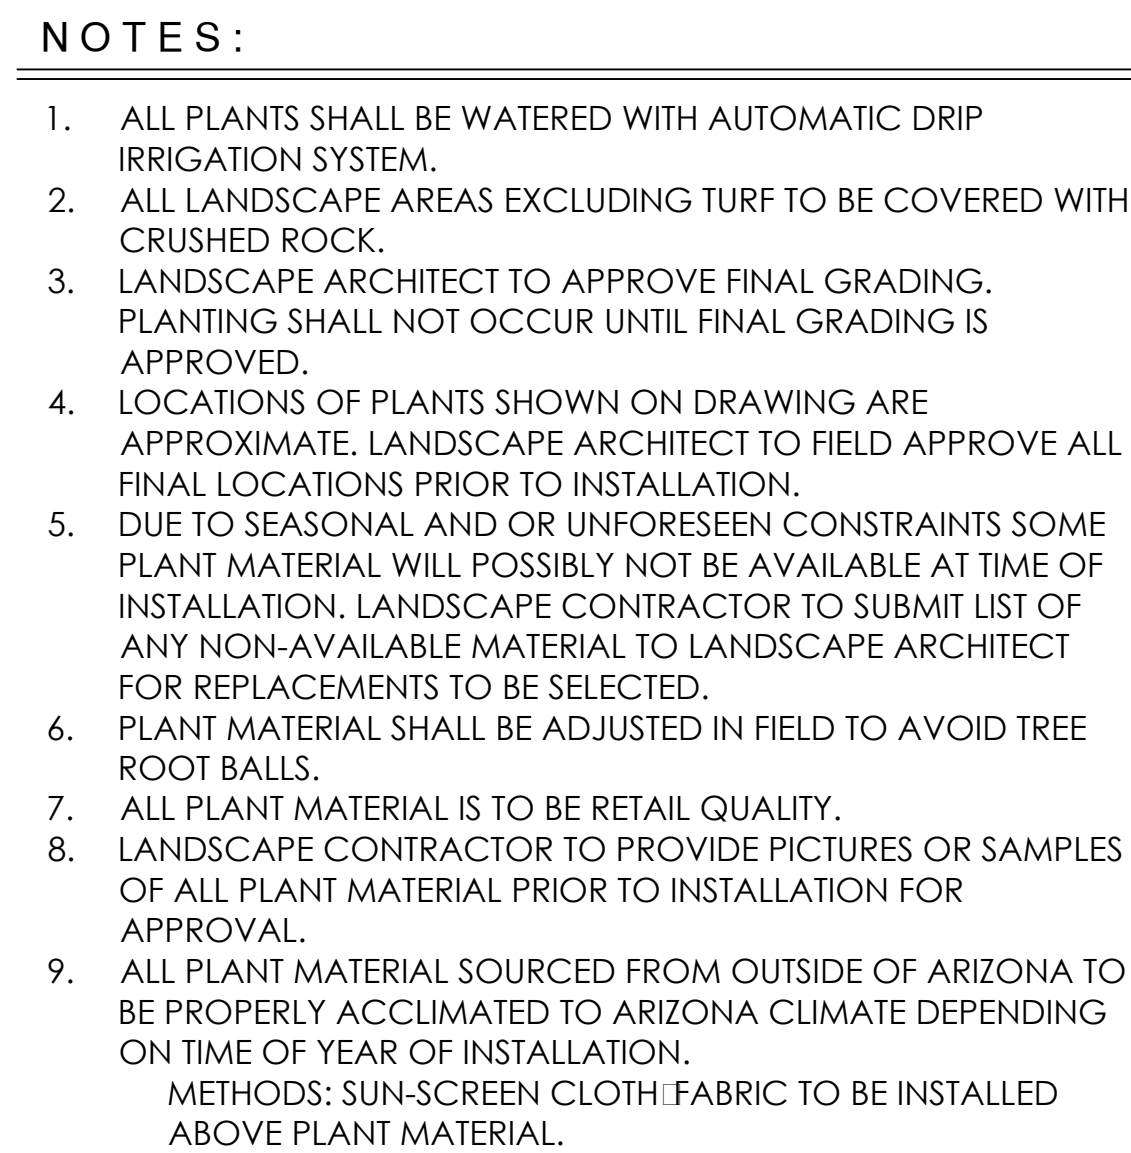 NOTES:
1. ALL PLANTS SHALL BE WATERED WITH AUTOMATIC DRIP
IRRIGATION SYSTEM.
2. ALL LANDSCAPE AREAS EXCLUDING TURF TO BE COVERED WITH
CRUSHED ROCK.
3. LANDSCAPE ARCHITECT TO APPROVE FINAL GRADING.
PLANTING SHALL NOT OCCUR UNTIL FINAL GRADING IS
APPROVED.
4. LOCATIONS OF PLANTS SHOWN ON DRAWING ARE
APPROXIMATE. LANDSCAPE ARCHITECT TO FIELD APPROVE ALL
FINAL LOCATIONS PRIOR TO INSTALLATION.
5. DUE TO SEASONAL AND OR UNFORESEEN CONSTRAINTS SOME
PLANT MATERIAL WILL POSSIBLY NOT BE AVAILABLE AT TIME OF
INSTALLATION. LANDSCAPE CONTRACTOR TO SUBMIT LIST OF
ANY NON-AVAILABLE MATERIAL TO LANDSCAPE ARCHITECT
FOR REPLACEMENTS TO BE SELECTED.
6. PLANT MATERIAL SHALL BE ADJUSTED IN FIELD TO AVOID TREE
ROOT BALLS.
7. ALL PLANT MATERIAL IS TO BE RETAIL QUALITY.
8. LANDSCAPE CONTRACTOR TO PROVIDE PICTURES OR SAMPLES
OF ALL PLANT MATERIAL PRIOR TO INSTALLATION FOR
APPROVAL.
9. ALL PLANT MATERIAL SOURCED FROM OUTSIDE OF ARIZONA TO
BE PROPERLY ACCLIMATED TO ARIZONA CLIMATE DEPENDING
ON TIME OF YEAR OF INSTALLATION.
METHODS: SUN-SCREEN CLOTH□FABRIC TO BE INSTALLED
ABOVE PLANT MATERIAL.